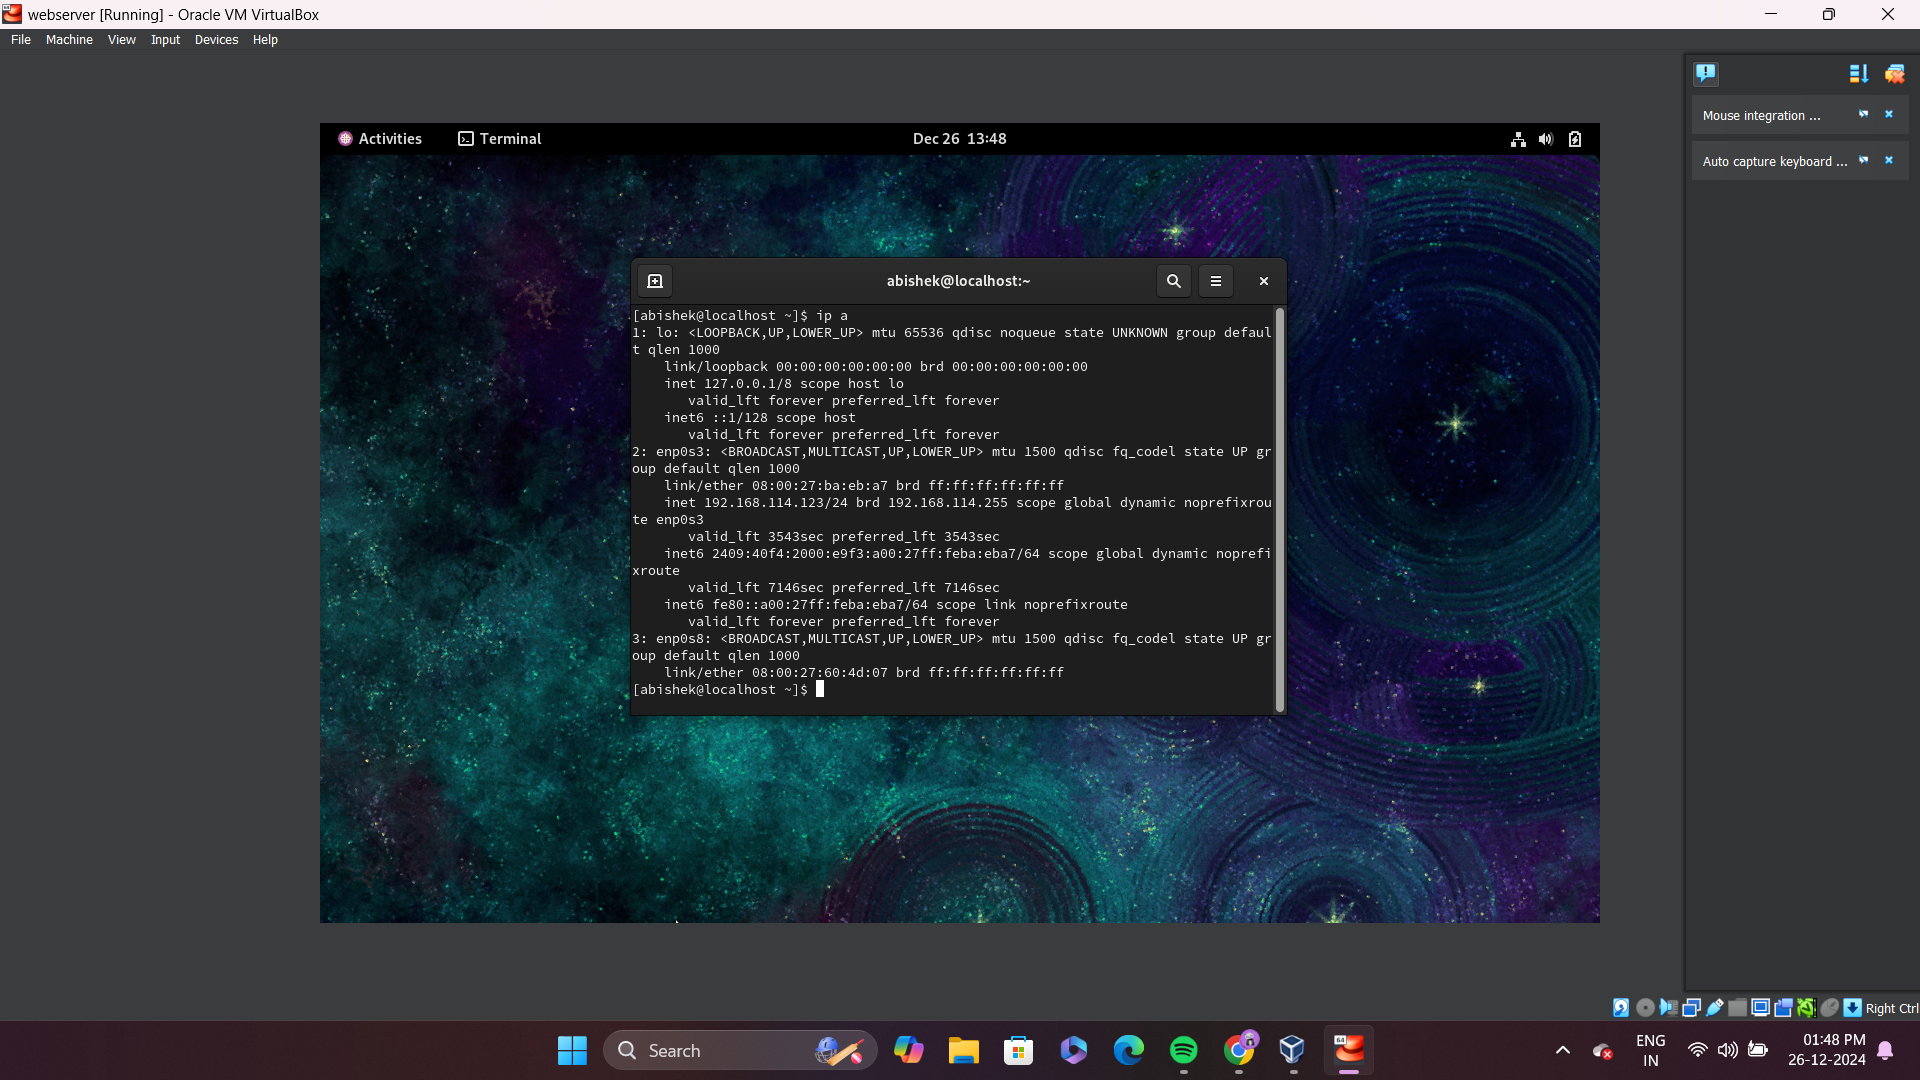 webserver [Running] - Oracle VM VirtualBox
File Machine View Input Devices Help
Mouse integration ...
Auto capture keyboard ...
Activities Terminal Dec 26 13:48
abishek@localhost:~
[abishek@localhost ~]$ ip a
1: lo: <LOOPBACK,UP,LOWER_UP> mtu 65536 qdisc noqueue state UNKNOWN group defaul
t qlen 1000
link/loopback 00:00:00:00:00:00 brd 00:00:00:00:00:00
inet 127.0.0.1/8 scope host lo
valid_lft forever preferred_lft forever
inet6 ::1/128 scope host
valid_lft forever preferred_lft forever
2: enp0s3: <BROADCAST,MULTICAST,UP,LOWER_UP> mtu 1500 qdisc fq_codel state UP gr
oup default qlen 1000
link/ether 08:00:27:ba:eb:a7 brd ff:ff:ff:ff:ff:ff
inet 192.168.114.123/24 brd 192.168.114.255 scope global dynamic noprefixrou
te enp0s3
valid_lft 3543sec preferred_lft 3543sec
inet6 2409:40f4:2000:e9f3:a00:27ff:feba:eba7/64 scope global dynamic noprefi
xroute
valid_lft 7146sec preferred_lft 7146sec
inet6 fe80::a00:27ff:feba:eba7/64 scope link noprefixroute
valid_lft forever preferred_lft forever
3: enp0s8: <BROADCAST,MULTICAST,UP,LOWER_UP> mtu 1500 qdisc fq_codel state UP gr
oup default qlen 1000
link/ether 08:00:27:60:4d:07 brd ff:ff:ff:ff:ff:ff
[abishek@localhost ~]$
Right Ctrl
Search
64
ENG
IN
01:48 PM
26-12-2024